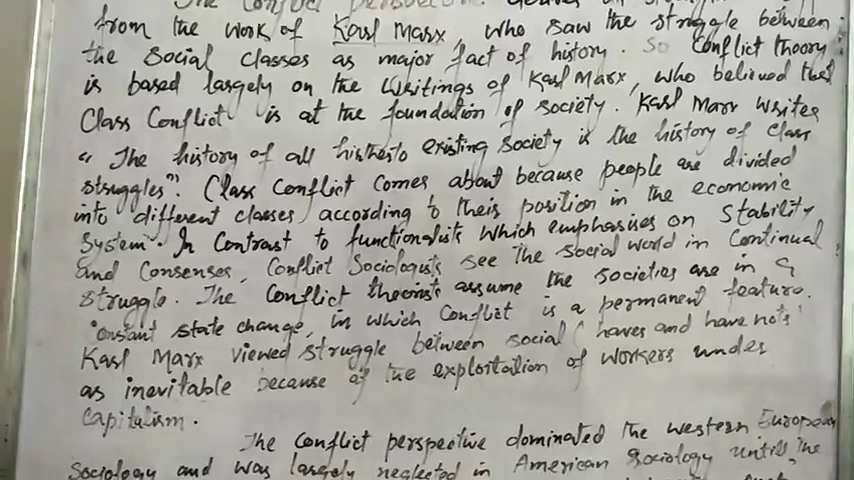 The Conflict perspective
from the work of Karl Marx, who saw the struggle between
the social classes as major fact of history. So Conflict theory
is based largely on the writings of Karl Marx, who believed that
Class Conflict is at the foundation of society. Karl Marx writes
" The history of all hitherto existing society is the history of class
struggles". Class Conflict comes about because people are divided
into different classes, according to their position in the economic
system. In Contrast to functionalists which emphasises on Stability
and Consenses, Conflict Sociologists see the social world in Continual
struggle. The Conflict theorists assume the societies are in a
Constant state change, in which Conflict is a permanent feature.
Karl Marx viewed struggle between social (haves and have nots'
as inevitable because of the exploitation of workers under
Capitalism.
The Conflict perspective dominated the western European
Sociology and was largely neglected in American Sociology untill the